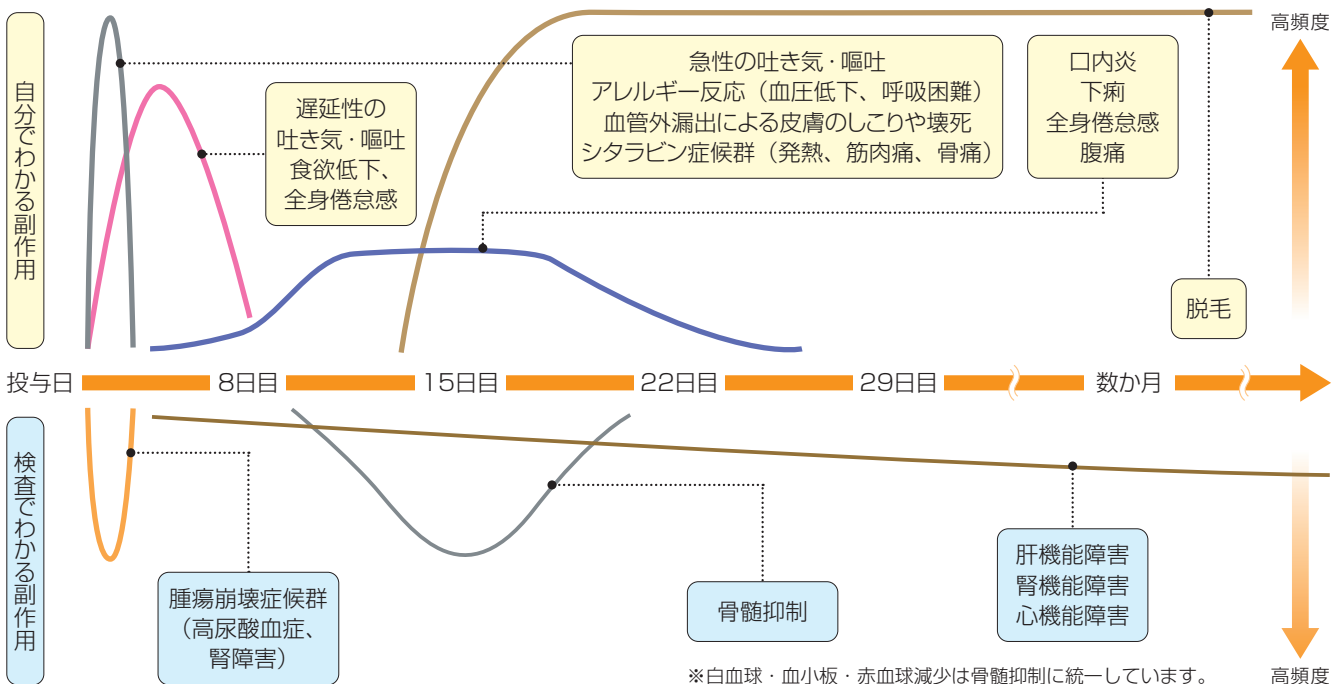 自分でわかる副作用
高頻度
遅延性の
吐き気・嘔吐
食欲低下、
全身倦怠感
急性の吐き気・嘔吐
アレルギー反応（血圧低下、呼吸困難）
血管外漏出による皮膚のしこりや壊死
シタラビン症候群（発熱、筋肉痛、骨痛）
口内炎
下痢
全身倦怠感
腹痛
脱毛
投与日 8日目 15日目 22日目 29日目 数か月
検査でわかる副作用
腫瘍崩壊症候群
（高尿酸血症、
腎障害）
骨髄抑制
肝機能障害
腎機能障害
心機能障害
※白血球・血小板・赤血球減少は骨髄抑制に統一しています。
高頻度